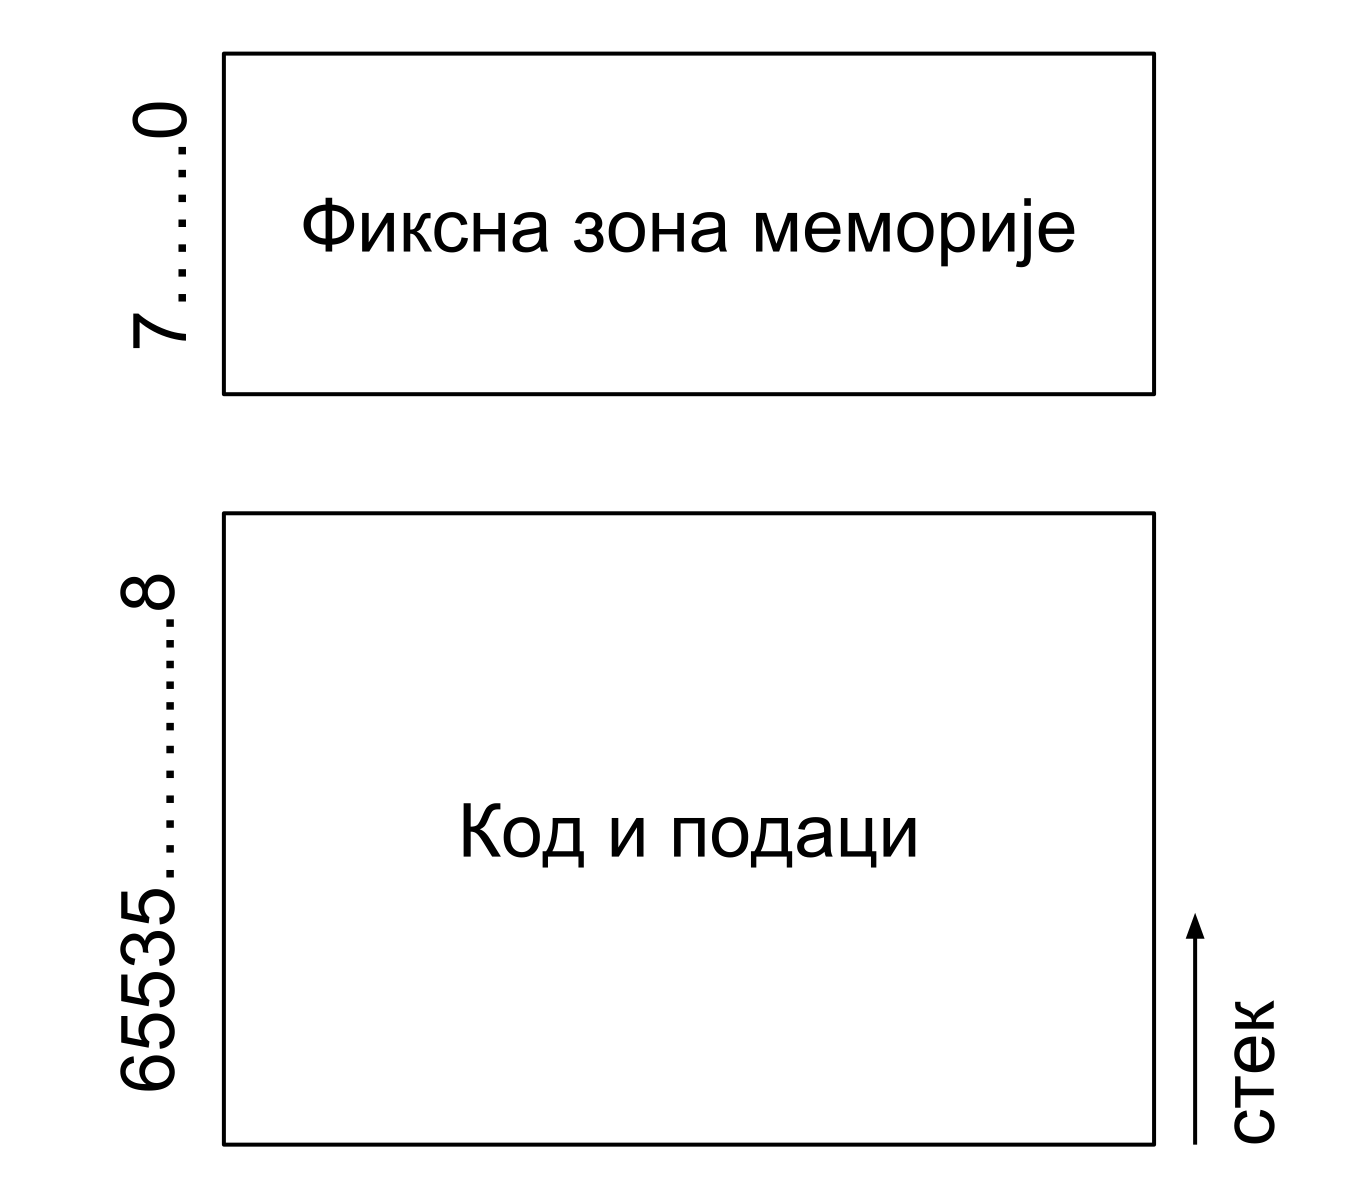 7.......0
Фиксна зона меморије
65535............8
Код и подаци
стек